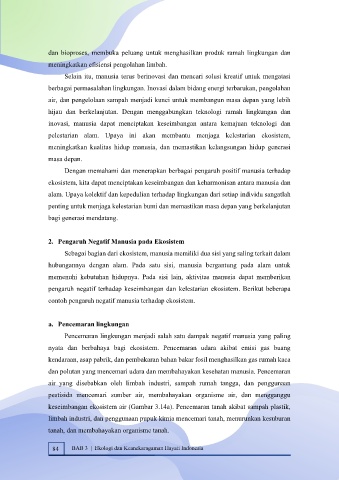 dan bioproses, membuka peluang untuk menghasilkan produk ramah lingkungan dan
meningkatkan efisiensi pengolahan limbah.
Selain itu, manusia terus berinovasi dan mencari solusi kreatif untuk mengatasi
berbagai permasalahan lingkungan. Inovasi dalam bidang energi terbarukan, pengolahan
air, dan pengelolaan sampah menjadi kunci untuk membangun masa depan yang lebih
hijau dan berkelanjutan. Dengan menggabungkan teknologi ramah lingkungan dan
inovasi, manusia dapat menciptakan keseimbangan antara kemajuan teknologi dan
pelestarian alam. Upaya ini akan membantu menjaga kelestarian ekosistem,
meningkatkan kualitas hidup manusia, dan memastikan kelangsungan hidup generasi
masa depan.
Dengan memahami dan menerapkan berbagai pengaruh positif manusia terhadap
ekosistem, kita dapat menciptakan keseimbangan dan keharmonisan antara manusia dan
alam. Upaya kolektif dan kepedulian terhadap lingkungan dari setiap individu sangatlah
penting untuk menjaga kelestarian bumi dan memastikan masa depan yang berkelanjutan
bagi generasi mendatang.
2. Pengaruh Negatif Manusia pada Ekosistem
Sebagai bagian dari ekosistem, manusia memiliki dua sisi yang saling terkait dalam
hubungannya dengan alam. Pada satu sisi, manusia bergantung pada alam untuk
memenuhi kebutuhan hidupnya. Pada sisi lain, aktivitas manusia dapat memberikan
pengaruh negatif terhadap keseimbangan dan kelestarian ekosistem. Berikut beberapa
contoh pengaruh negatif manusia terhadap ekosistem.
a. Pencemaran lingkungan
Pencemaran lingkungan menjadi salah satu dampak negatif manusia yang paling
nyata dan berbahaya bagi ekosistem. Pencemaran udara akibat emisi gas buang
kendaraan, asap pabrik, dan pembakaran bahan bakar fosil menghasilkan gas rumah kaca
dan polutan yang mencemari udara dan membahayakan kesehatan manusia. Pencemaran
air yang disebabkan oleh limbah industri, sampah rumah tangga, dan penggunaan
pestisida mencemari sumber air, membahayakan organisme air, dan mengganggu
keseimbangan ekosistem air (Gambar 3.14a). Pencemaran tanah akibat sampah plastik,
limbah industri, dan penggunaan pupuk kimia mencemari tanah, menurunkan kesuburan
tanah, dan membahayakan organisme tanah.
84 BAB 3 | Ekologi dan Keanekaragaman Hayati Indonesia